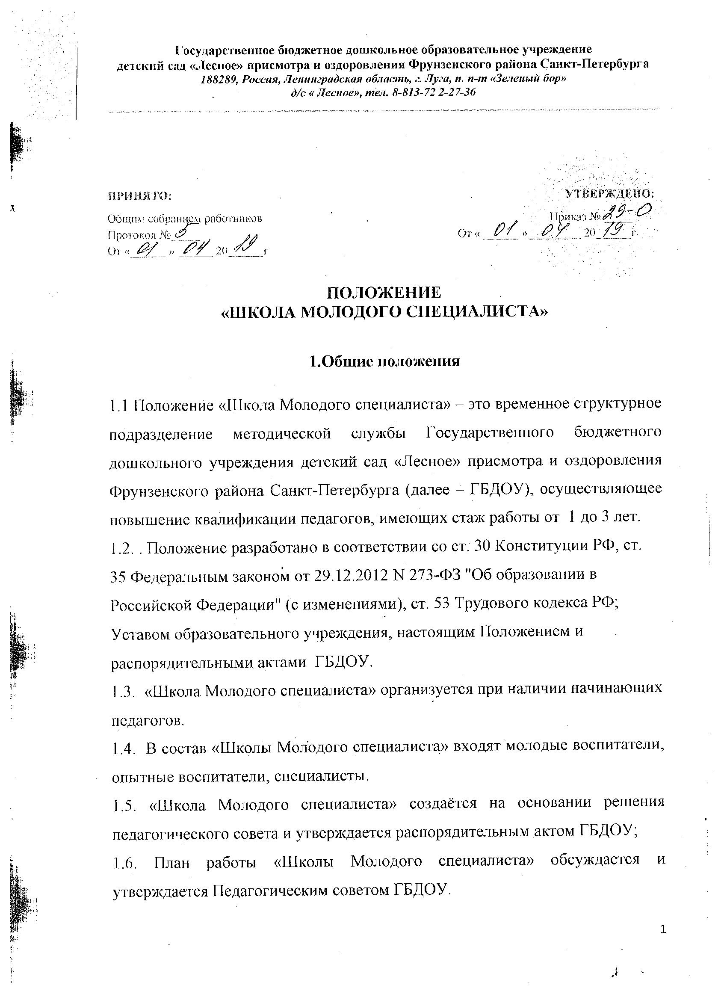 Государственное бюджетное дошкольное образовательное учреждение
детский сад «Лесное» присмотра и оздоровления Фрунзенского района Санкт-Петербурга
188289, Россия, Ленинградская область, г. Луга, п. п-т «Зеленый бор»
д/с « Лесное», тел. 8-813-72 2-27-36
ПРИНЯТО:
Общим собранием работников
Протокол № 5
От « 01 » 04 20 19 г
УТВЕРЖДЕНО:
Приказ № 29-О
От « 01 » 04 20 19 г.
ПОЛОЖЕНИЕ
«ШКОЛА МОЛОДОГО СПЕЦИАЛИСТА»
1.Общие положения
1.1 Положение «Школа Молодого специалиста» – это временное структурное
подразделение методической службы Государственного бюджетного
дошкольного учреждения детский сад «Лесное» присмотра и оздоровления
Фрунзенского района Санкт-Петербурга (далее – ГБДОУ), осуществляющее
повышение квалификации педагогов, имеющих стаж работы от 1 до 3 лет.
1.2. . Положение разработано в соответствии со ст. 30 Конституции РФ, ст.
35 Федеральным законом от 29.12.2012 N 273-ФЗ "Об образовании в
Российской Федерации" (с изменениями), ст. 53 Трудового кодекса РФ;
Уставом образовательного учреждения, настоящим Положением и
распорядительными актами ГБДОУ.
1.3. «Школа Молодого специалиста» организуется при наличии начинающих
педагогов.
1.4. В состав «Школы Молодого специалиста» входят молодые воспитатели,
опытные воспитатели, специалисты.
1.5. «Школа Молодого специалиста» создаётся на основании решения
педагогического совета и утверждается распорядительным актом ГБДОУ;
1.6. План работы «Школы Молодого специалиста» обсуждается и
утверждается Педагогическим советом ГБДОУ.
1